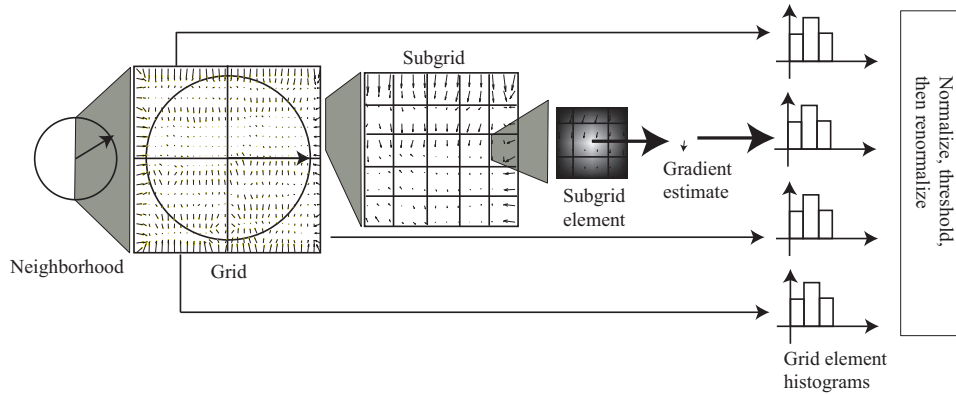 Neighborhood
Grid
Subgrid
Subgrid
element
Gradient
estimate
Grid element
histograms
Normalize, threshold,
then renormalize